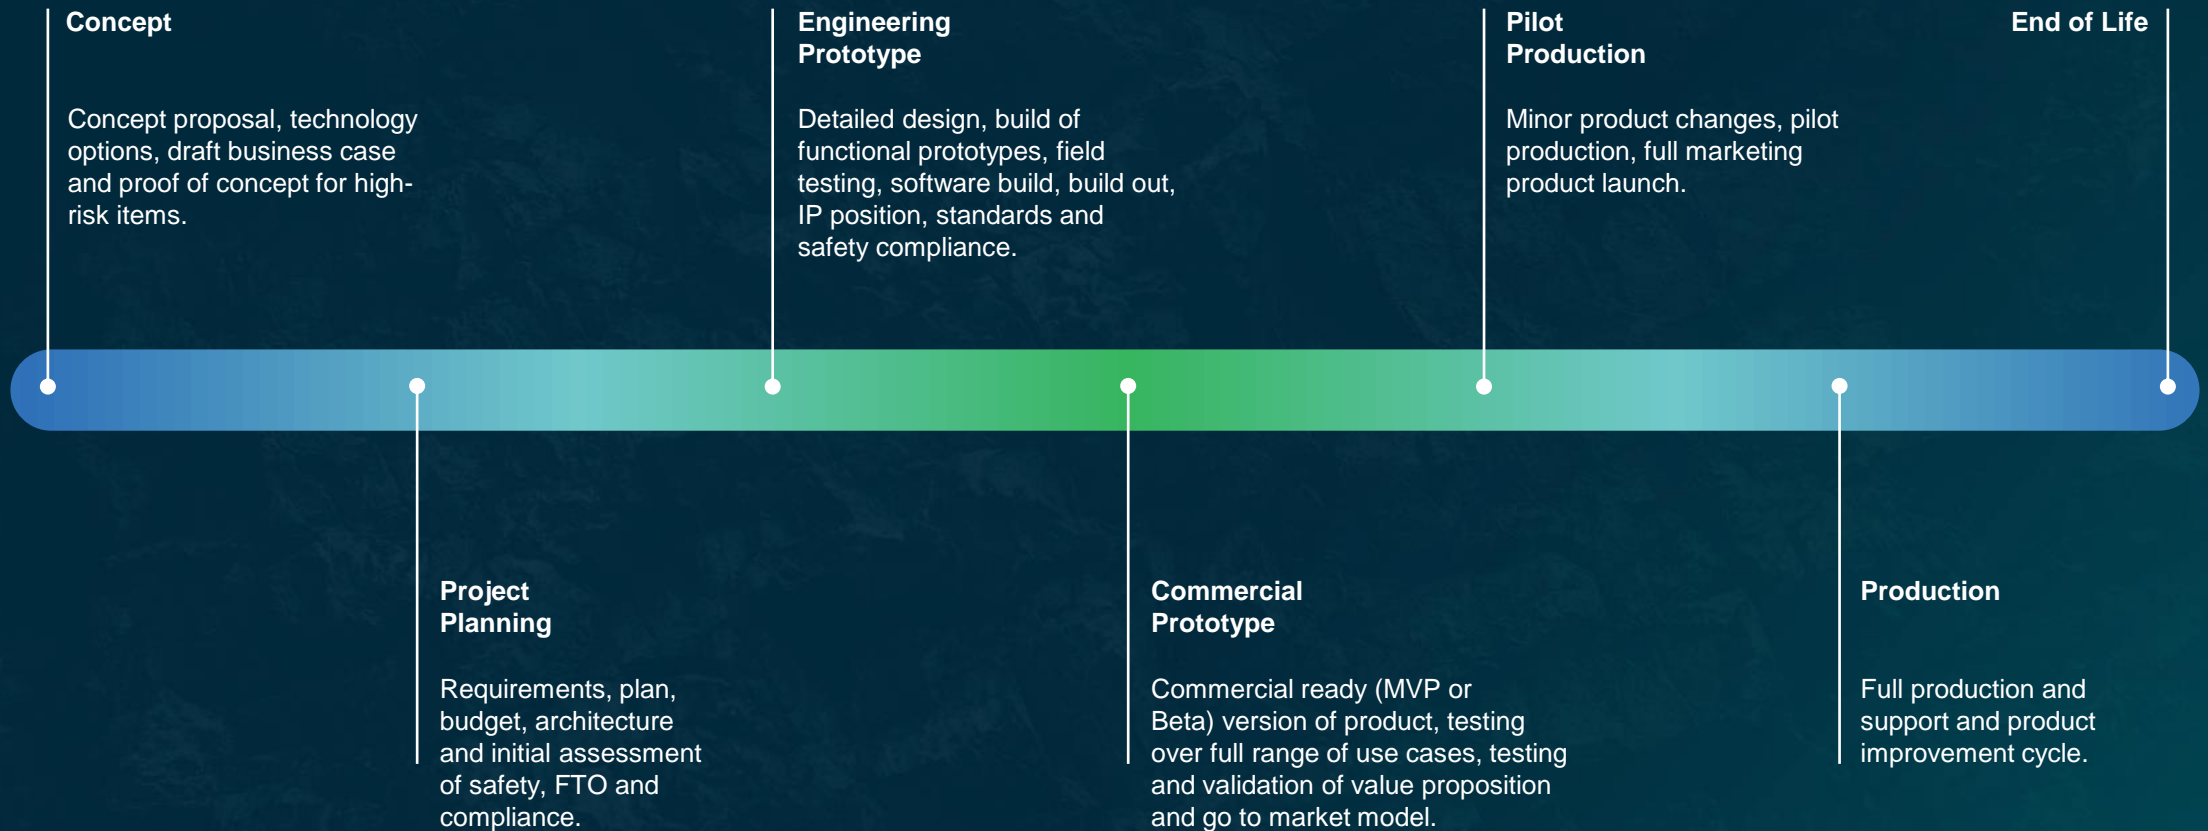 Concept
Concept proposal, technology
options, draft business case
and proof of concept for high-
risk items.
Engineering
Prototype
Detailed design, build of
functional prototypes, field
testing, software build, build out,
IP position, standards and
safety compliance.
Pilot
Production
Minor product changes, pilot
production, full marketing
product launch.
End of Life
Project
Planning
Requirements, plan,
budget, architecture
and initial assessment
of safety, FTO and
compliance.
Commercial
Prototype
Commercial ready (MVP or
Beta) version of product, testing
over full range of use cases, testing
and validation of value proposition
and go to market model.
Production
Full production and
support and product
improvement cycle.